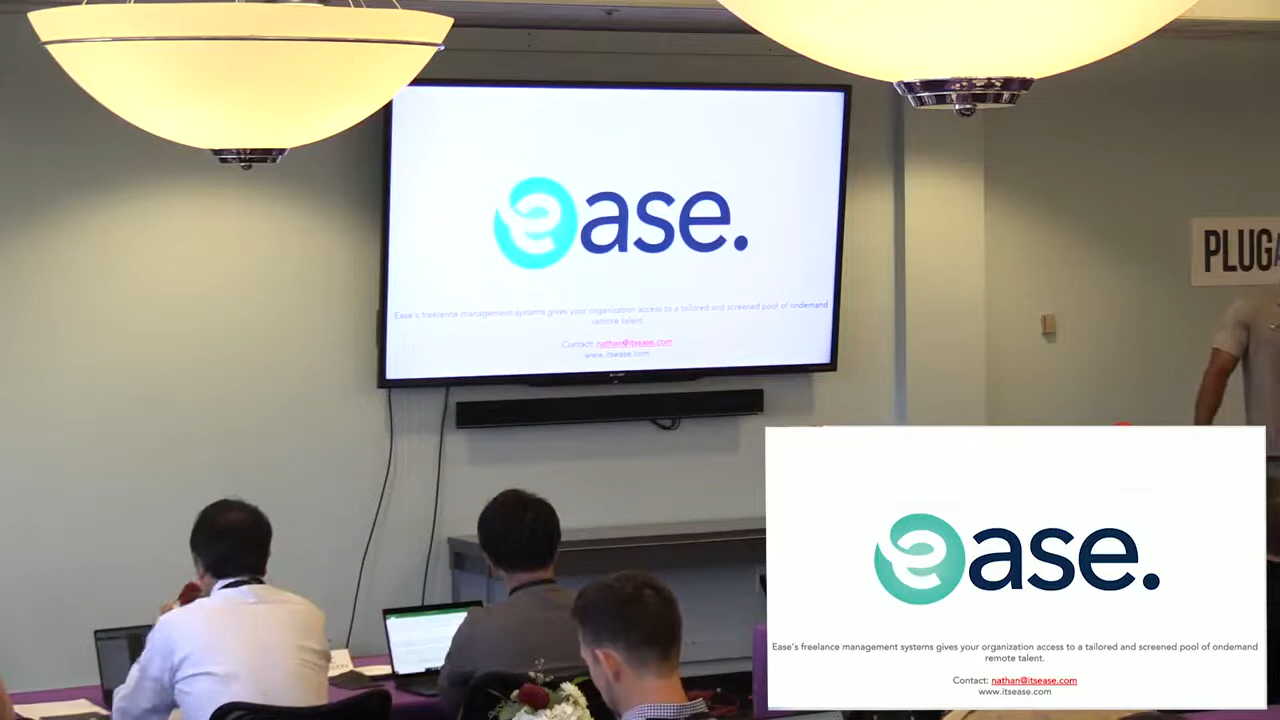 ease.
Ease's freelance management systems gives your organization access to a tailored and screened pool of ondemand
remote talent.
Contact: nathan@itsease.com
www.itsease.com
PLUG
ease.
Ease's freelance management systems gives your organization access to a tailored and screened pool of ondemand
remote talent.
Contact: nathan@itsease.com
www.itsease.com